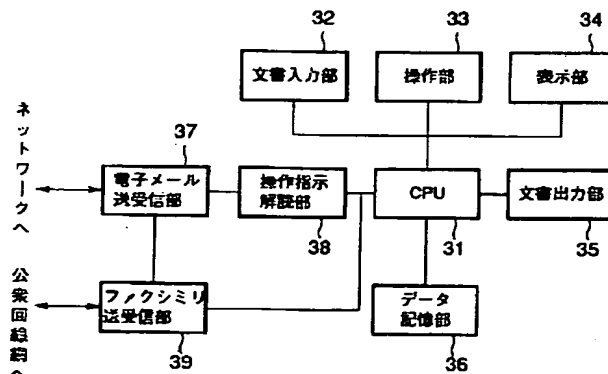 32
33
34
文書入力部
操作部
表示部
ネットワークへ
37
電子メール
送受信部
操作指示
解読部
38
CPU
31
文書出力部
35
公衆回線網へ
ファクシミリ
送受信部
39
データ
記憶部
36